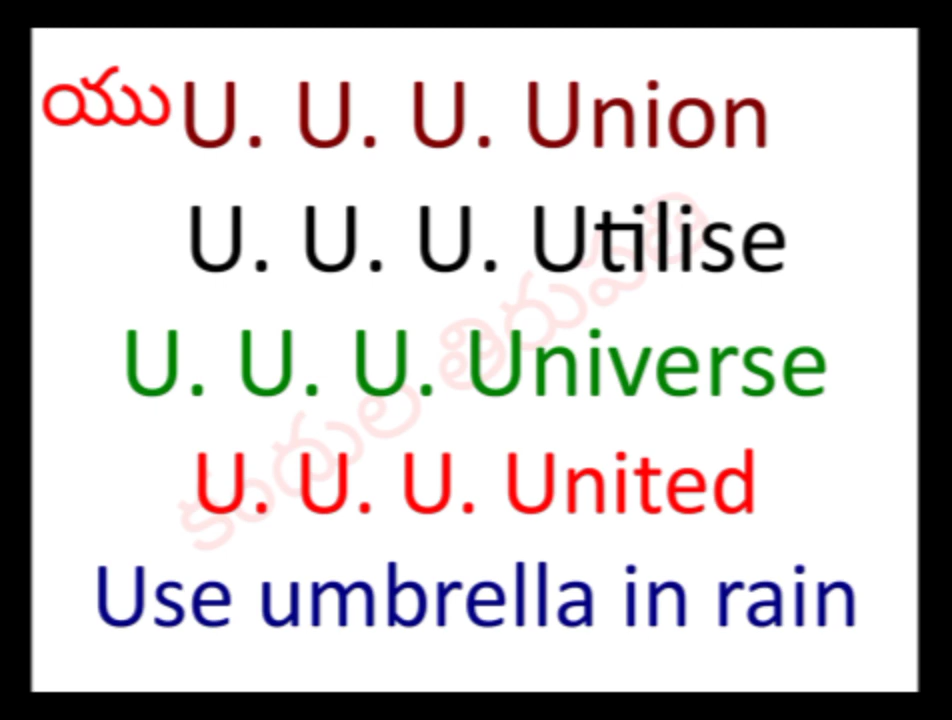 యు U. U. U. Union
U. U. U. Utilise
U. U. U. Universe
U. U. U. United
Use umbrella in rain